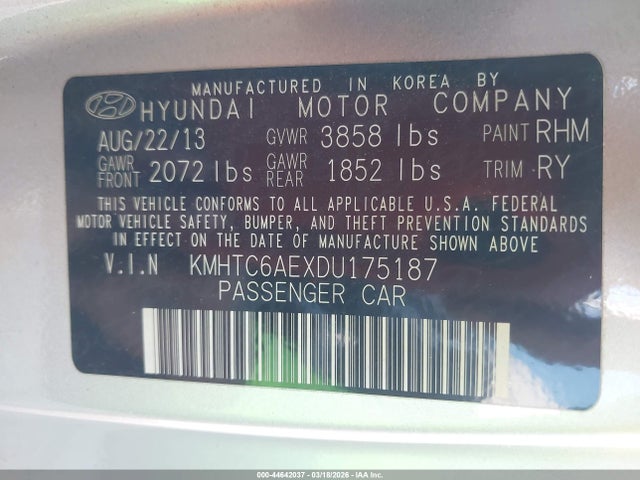 MANUFACTURED IN KOREA BY
HYUNDAI MOTOR COMPANY
AUG/22/13 GVWR 3858 lbs PAINT RHM
GAWR FRONT 2072 lbs GAWR REAR 1852 lbs TRIM RY
THIS VEHICLE CONFORMS TO ALL APPLICABLE U.S.A. FEDERAL
MOTOR VEHICLE SAFETY, BUMPER, AND THEFT PREVENTION STANDARDS
IN EFFECT ON THE DATE OF MANUFACTURE SHOWN ABOVE
V.I.N KMHTC6AEXDU175187
PASSENGER CAR
000-44642037 - 03/18/2026 - IAAI.COM